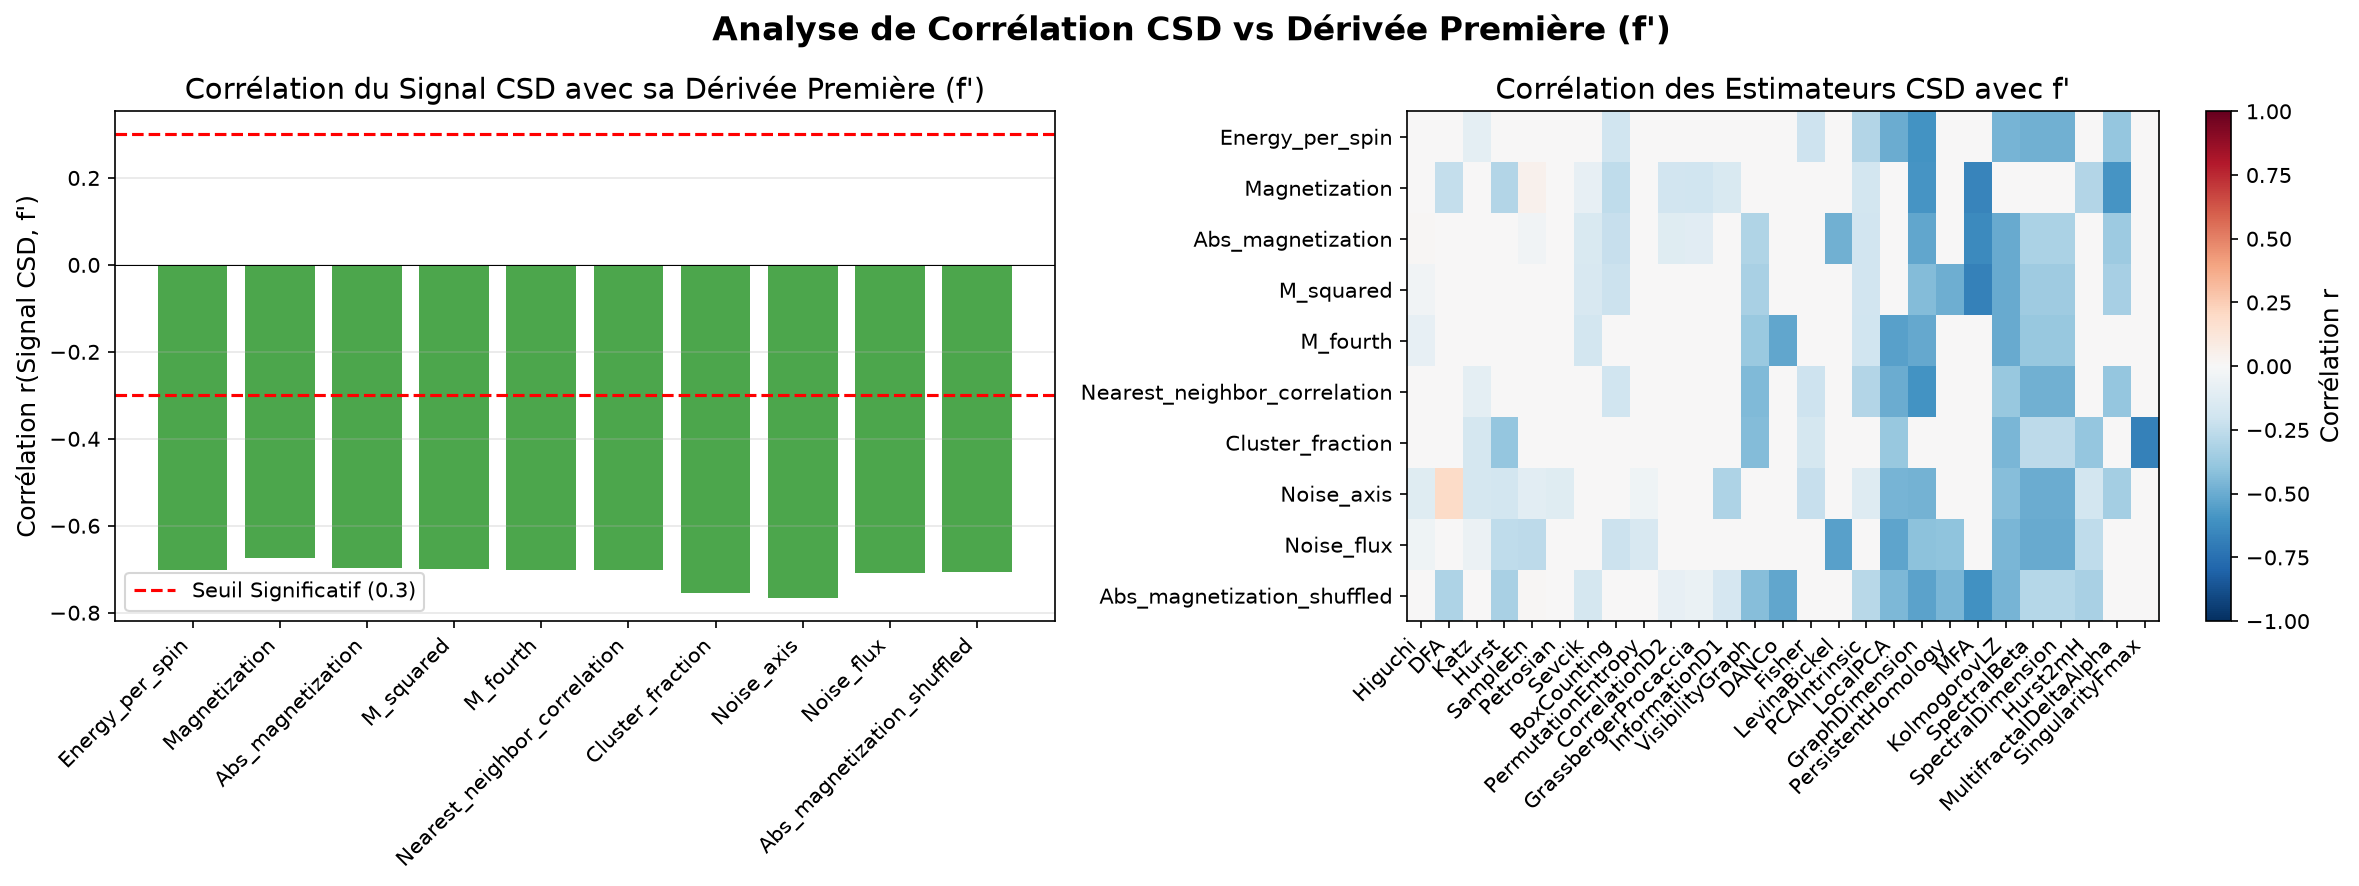 Analyse de Corrélation CSD vs Dérivée Première (f')
Corrélation du Signal CSD avec sa Dérivée Première (f')
Corrélation r(Signal CSD, f')
0.2
0.0
−0.2
−0.4
−0.6
−0.8
Seuil Significatif (0.3)
Energy_per_spin
Magnetization
Abs_magnetization
M_squared
M_fourth
Nearest_neighbor_correlation
Cluster_fraction
Noise_axis
Noise_flux
Abs_magnetization_shuffled
Corrélation des Estimateurs CSD avec f'
Energy_per_spin
Magnetization
Abs_magnetization
M_squared
M_fourth
Nearest_neighbor_correlation
Cluster_fraction
Noise_axis
Noise_flux
Abs_magnetization_shuffled
Higuchi
DFA
Katz
Hurst
SampleEn
Petrosian
Sevcik
BoxCounting
PermutationEntropy
CorrelationD2
GrassbergerProcaccia
InformationD1
VisibilityGraph
DANCo
Fisher
LevinaBickel
PCAIntrinsic
LocalPCA
GraphDimension
PersistentHomology
MFA
KolmogorovLZ
SpectralBeta
SpectralDimension
Hurst2mH
MultifractalDeltaAlpha
SingularityFmax
1.00
0.75
0.50
0.25
0.00
−0.25
−0.50
−0.75
−1.00
Corrélation r